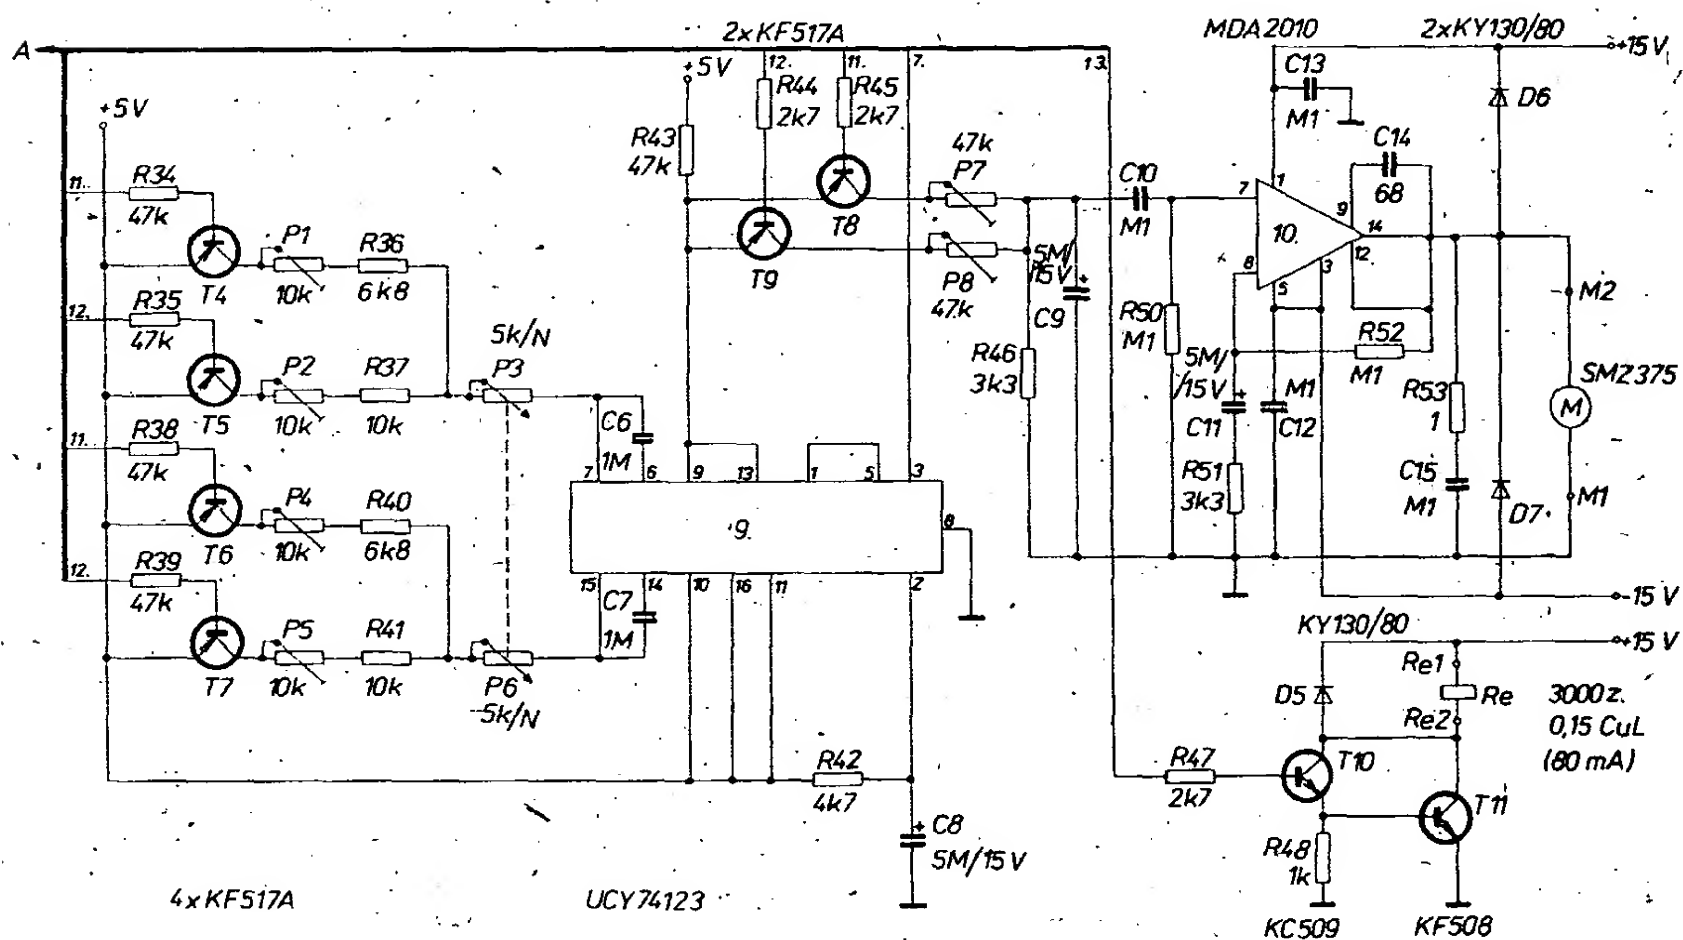 A
2xKF517A
MDA2010
2xKY130/80
+5V
+5V
12.
11.
7.
13.
+15V
R44
2k7
R45
2k7
C13
M1
D6
R43
47k
47k
P7
C10
M1
C14
68
11.
R34
47k
T4
P1
10k
R36
6k8
12.
R35
47k
T5
P2
10k
R37
10k
11.
R38
47k
T6
P4
10k
R40
6k8
12.
R39
47k
T7
P5
10k
R41
10k
5k/N
P3
P6
5k/N
T8
T9
P8
47k
5M/
/15V
C9
R46
3k3
R50
M1
7
1
9
10.
14
8
12
3
5
M2
R52
M1
5M/
/15V
C11
M1
C12
R51
3k3
R53
1
C15
M1
SMZ375
M
D7
M1
C6
1M
7
6
9
13
1
5
3
9.
8
15
14
10
16
11
2
C7
1M
-15V
KY130/80
+15V
D5
Re1
Re
Re2
3000z.
0,15 CuL
(80 mA)
R42
4k7
R47
2k7
T10
T11
C8
5M/15V
R48
1k
4xKF517A
UCY74123
KC509
KF508